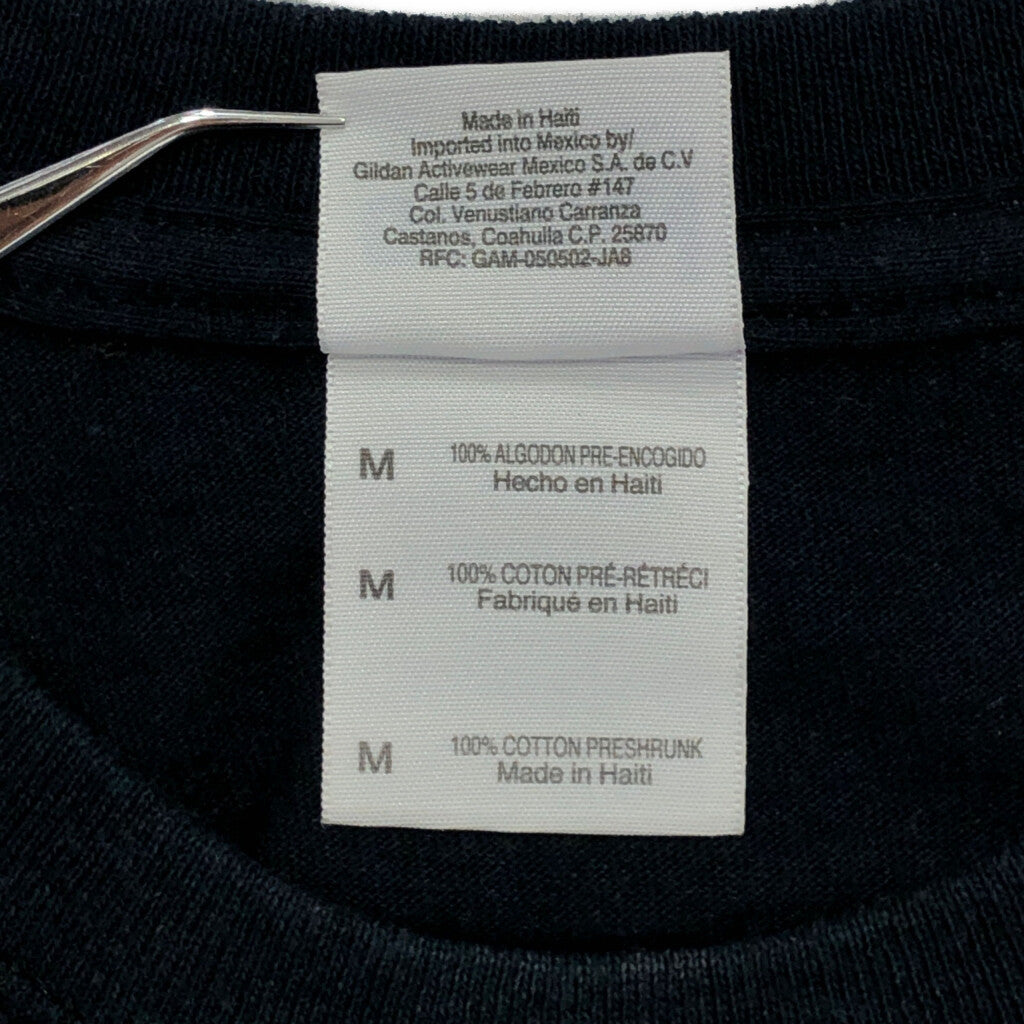 Made in Haiti
Imported into Mexico by/
Gildan Activewear Mexico S.A. de C.V
Calle 5 de Febrero #147
Col. Venustiano Carranza
Castanos, Coahuila C.P. 25870
RFC: GAM-050502-JA8
M 100% ALGODON PRE-ENCOGIDO
Hecho en Haiti
M 100% COTON PRÉ-RÉTRÉCI
Fabriqué en Haiti
M 100% COTTON PRESHRUNK
Made in Haiti